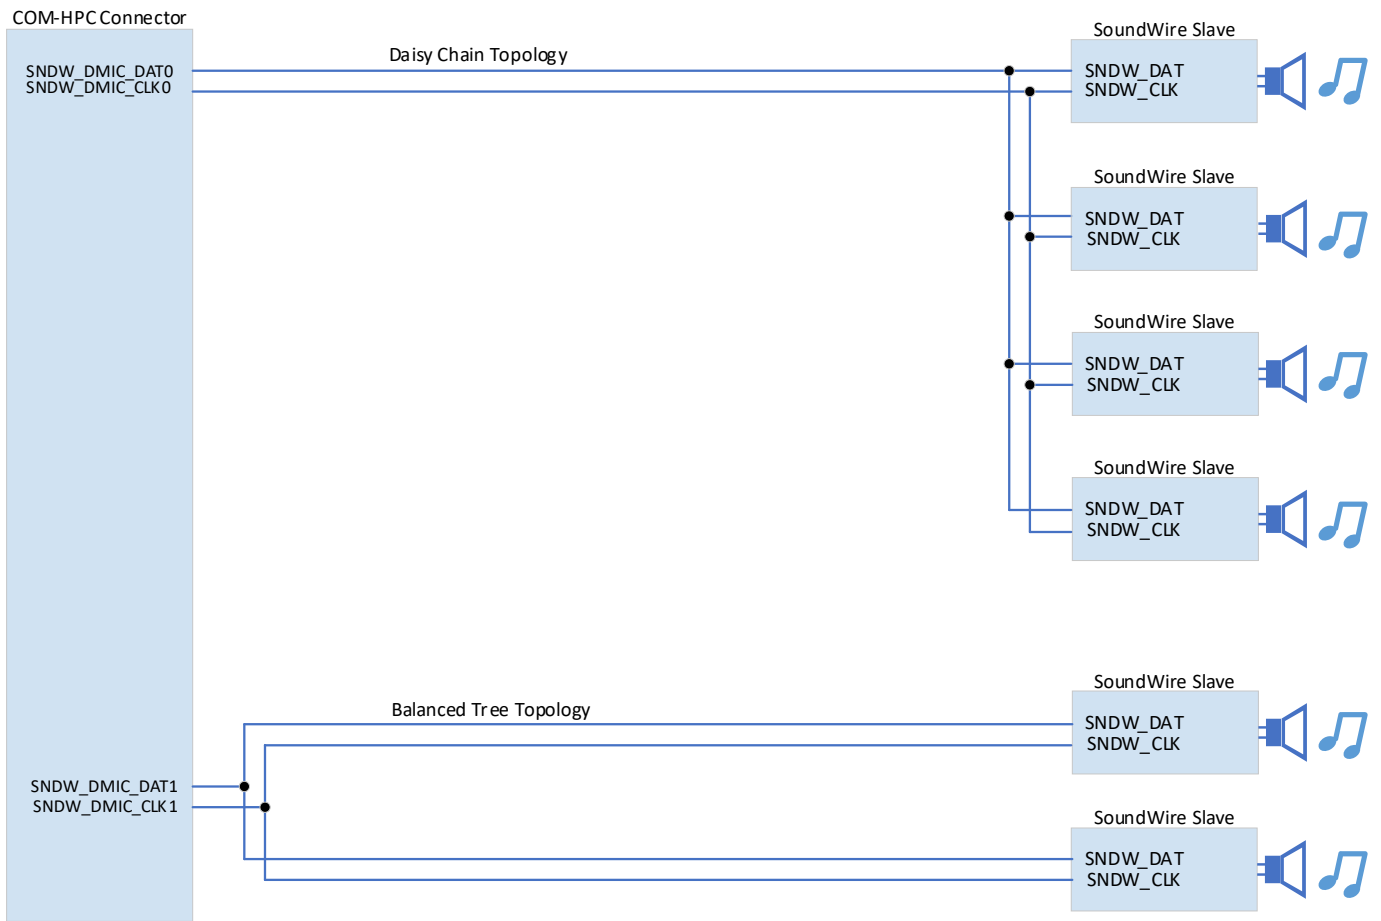 COM-HPC Connector
SNDW_DMIC_DAT0
SNDW_DMIC_CLK0
Daisy Chain Topology
SoundWire Slave
SNDW_DAT
SNDW_CLK
SoundWire Slave
SNDW_DAT
SNDW_CLK
SoundWire Slave
SNDW_DAT
SNDW_CLK
SoundWire Slave
SNDW_DAT
SNDW_CLK
Balanced Tree Topology
SNDW_DMIC_DAT1
SNDW_DMIC_CLK1
SoundWire Slave
SNDW_DAT
SNDW_CLK
SoundWire Slave
SNDW_DAT
SNDW_CLK